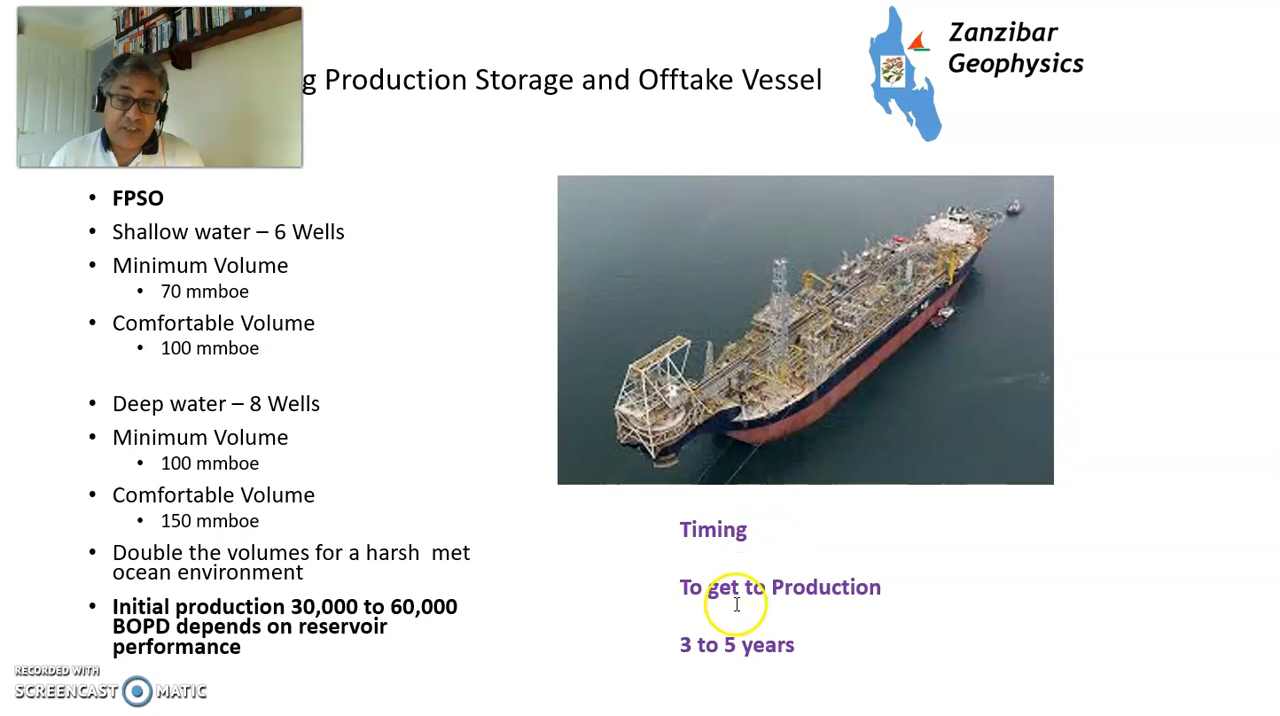 g Production Storage and Offtake Vessel
Zanzibar
Geophysics
• FPSO
• Shallow water – 6 Wells
• Minimum Volume
• 70 mmboe
• Comfortable Volume
• 100 mmboe
• Deep water – 8 Wells
• Minimum Volume
• 100 mmboe
• Comfortable Volume
• 150 mmboe
• Double the volumes for a harsh met
ocean environment
• Initial production 30,000 to 60,000
BOPD depends on reservoir
performance
Timing
To get to Production
3 to 5 years
RECORDED WITH
SCREENCAST MATIC